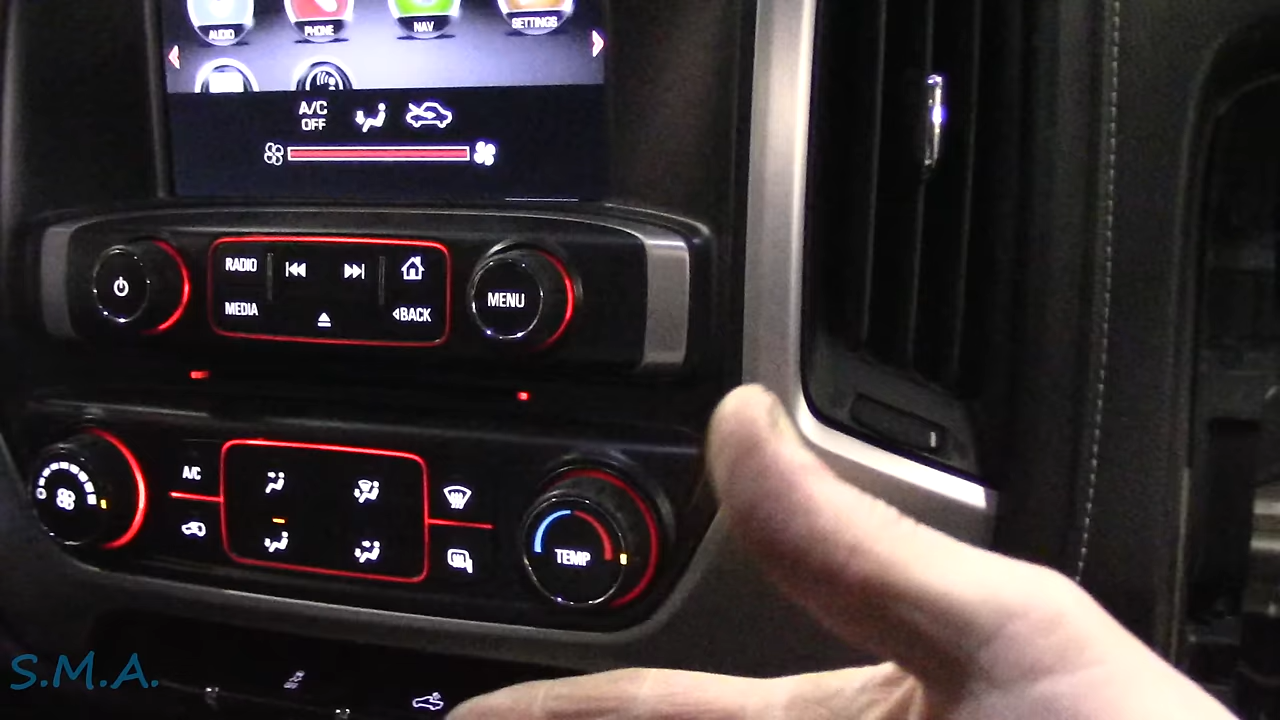 AUDIO
PHONE
NAV
SETTINGS
A/C
OFF
RADIO
MEDIA
BACK
MENU
A/C
TEMP
S.M.A.